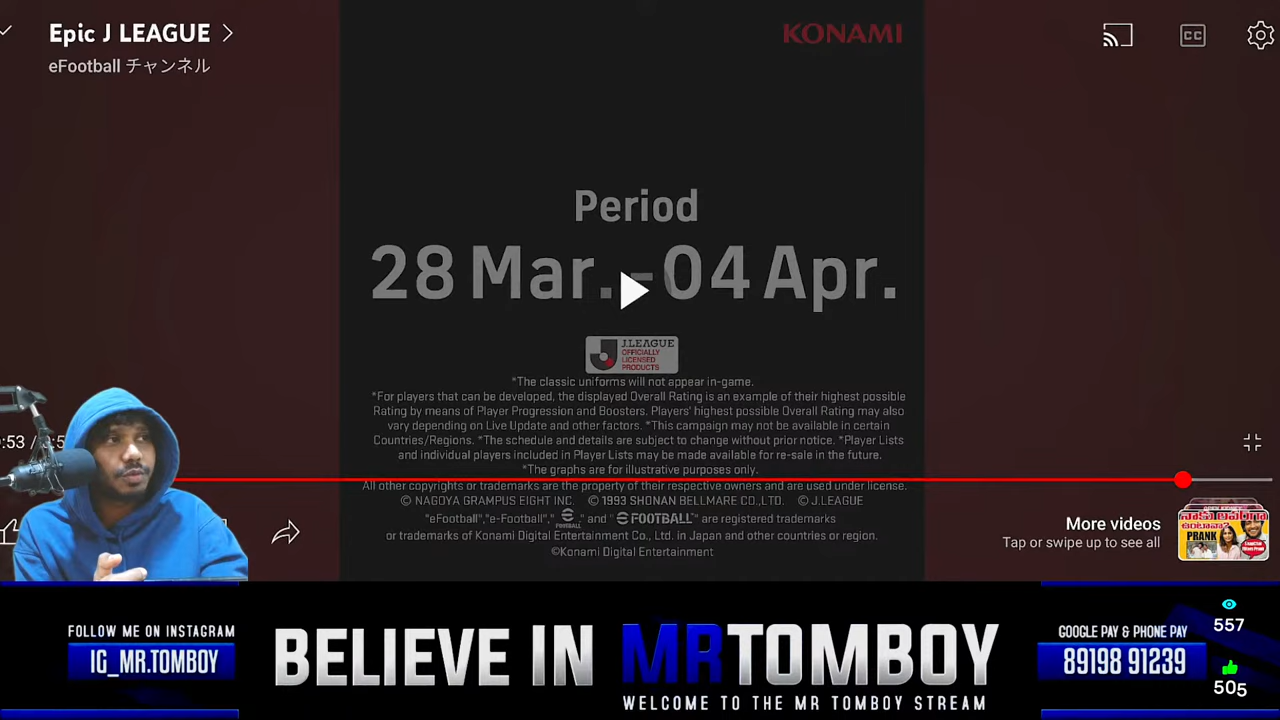 Epic J LEAGUE
eFootball チャンネル
KONAMI
CC
Period
28 Mar. - 04 Apr.
J.LEAGUE
OFFICIALLY
LICENSED
PRODUCTS
*The classic uniforms will not appear in-game.
*For players that can be developed, the displayed Overall Rating is an example of their highest possible
Rating by means of Player Progression and Boosters. Players' highest possible Overall Rating may also
vary depending on Live Update and other factors. *This campaign may not be available in certain
Countries/Regions. *The schedule and details are subject to change without prior notice. *Player Lists
and individual players included in Player Lists may be made available for re-sale in the future.
*The graphs are for illustrative purposes only.
All other copyrights or trademarks are the property of their respective owners and are used under license.
© NAGOYA GRAMPUS EIGHT INC. © 1993 SHONAN BELLMARE CO.,LTD. © J.LEAGUE
"eFootball","e-Football", " " and " eFOOTBALL" are registered trademarks
or trademarks of Konami Digital Entertainment Co., Ltd. in Japan and other countries or region.
©Konami Digital Entertainment
:53 /
More videos
Tap or swipe up to see all
నాకు లవర్‌గా
ఉంటావా?
PRANK
FOLLOW ME ON INSTAGRAM
IG_MR.TOMBOY
BELIEVE IN MRTOMBOY
WELCOME TO THE MR TOMBOY STREAM
GOOGLE PAY & PHONE PAY
89198 91239
557
505